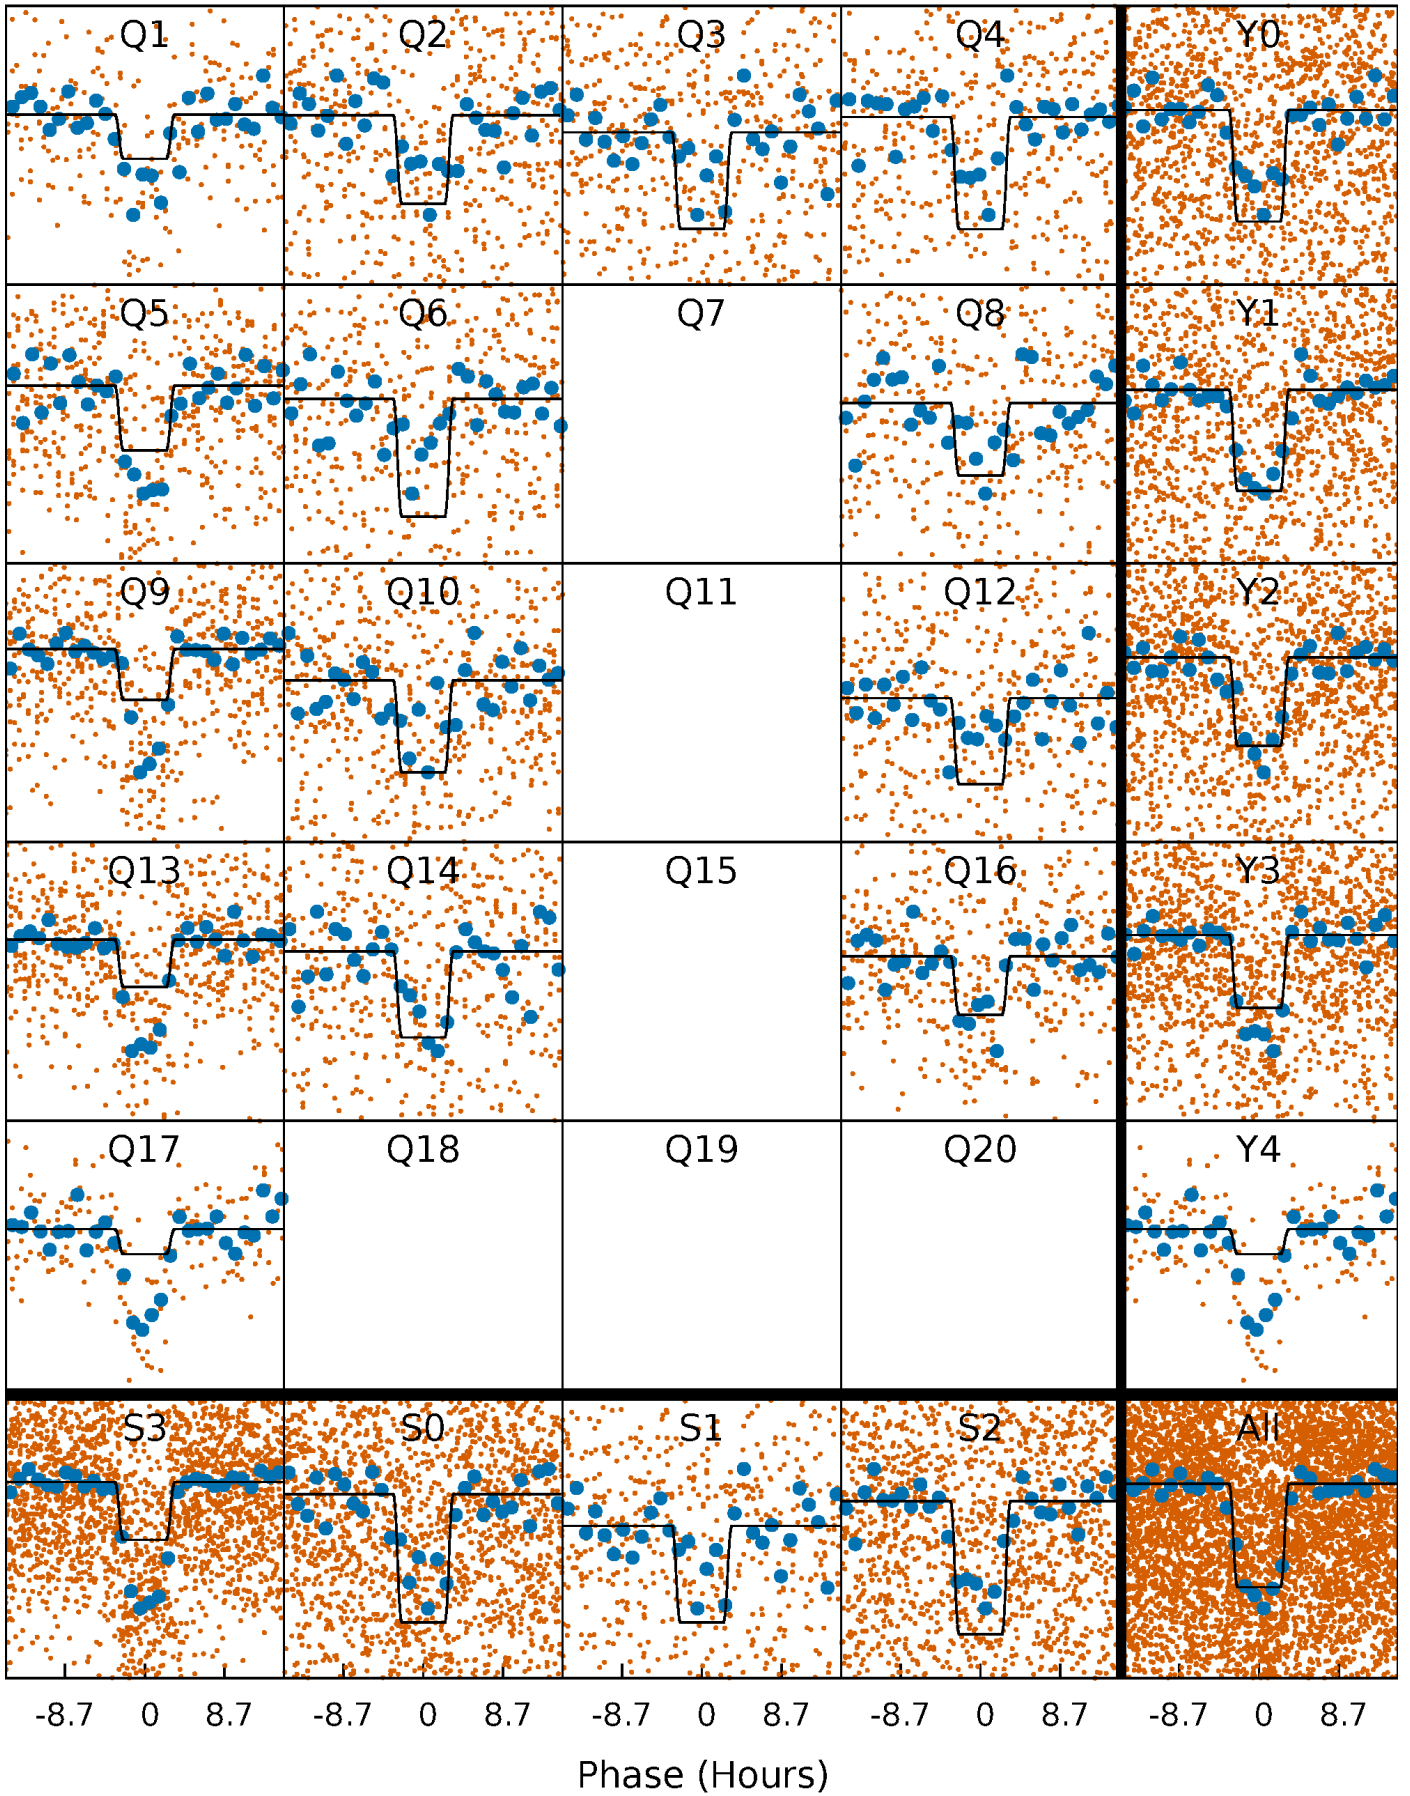 Q1 Q2 Q3 Q4 Y0
Q5 Q6 Q7 Q8 Y1
Q9 Q10 Q11 Q12 Y2
Q13 Q14 Q15 Q16 Y3
Q17 Q18 Q19 Q20 Y4
S3 S0 S1 S2 All
-8.7 0 8.7 -8.7 0 8.7 -8.7 0 8.7 -8.7 0 8.7 -8.7 0 8.7
Phase (Hours)